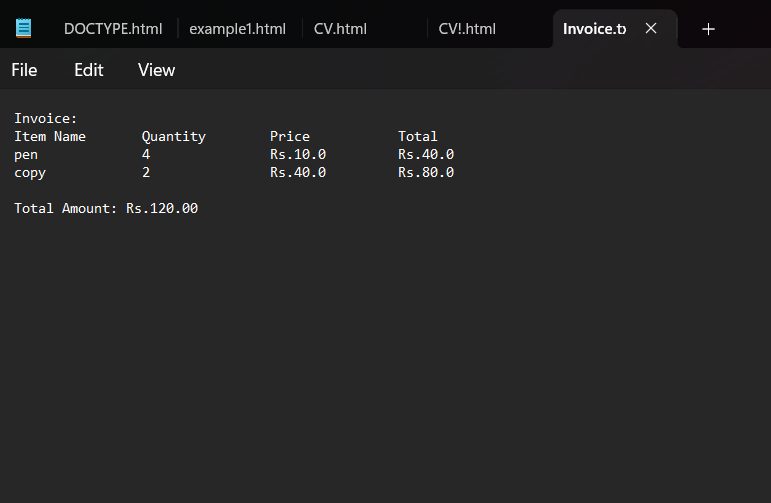 DOCTYPE.html example1.html CV.html CV!.html Invoice.tx
File Edit View
Invoice:
Item Name Quantity Price Total
pen 4 Rs.10.0 Rs.40.0
copy 2 Rs.40.0 Rs.80.0
Total Amount: Rs.120.00